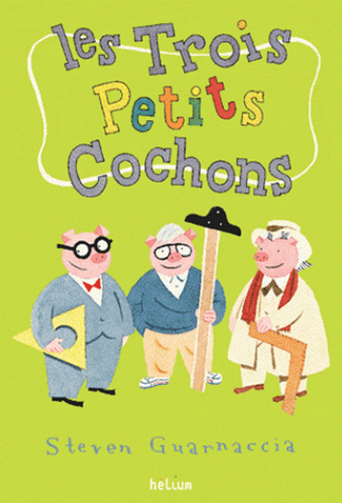 les Trois
Petits
Cochons
Steven Guarnaccia
helium